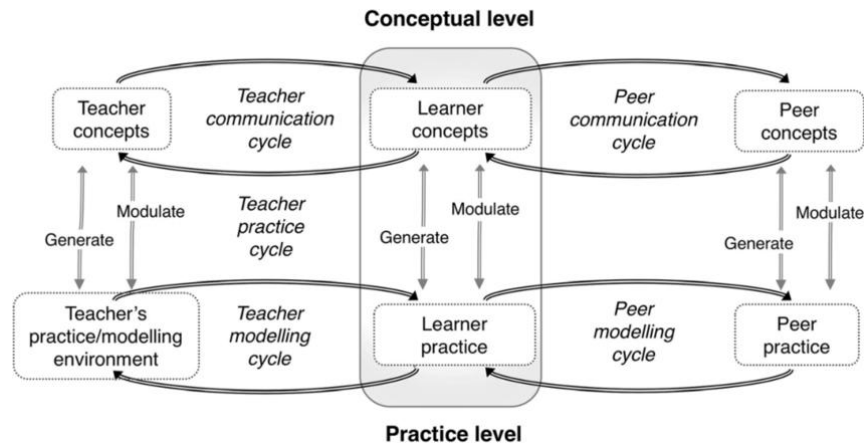 Conceptual level
Teacher
concepts
Teacher
communication
cycle
Learner
concepts
Peer
communication
cycle
Peer
concepts
Generate
Modulate
Teacher
practice
cycle
Generate
Modulate
Generate
Modulate
Teacher's
practice/modelling
environment
Teacher
modelling
cycle
Learner
practice
Peer
modelling
cycle
Peer
practice
Practice level